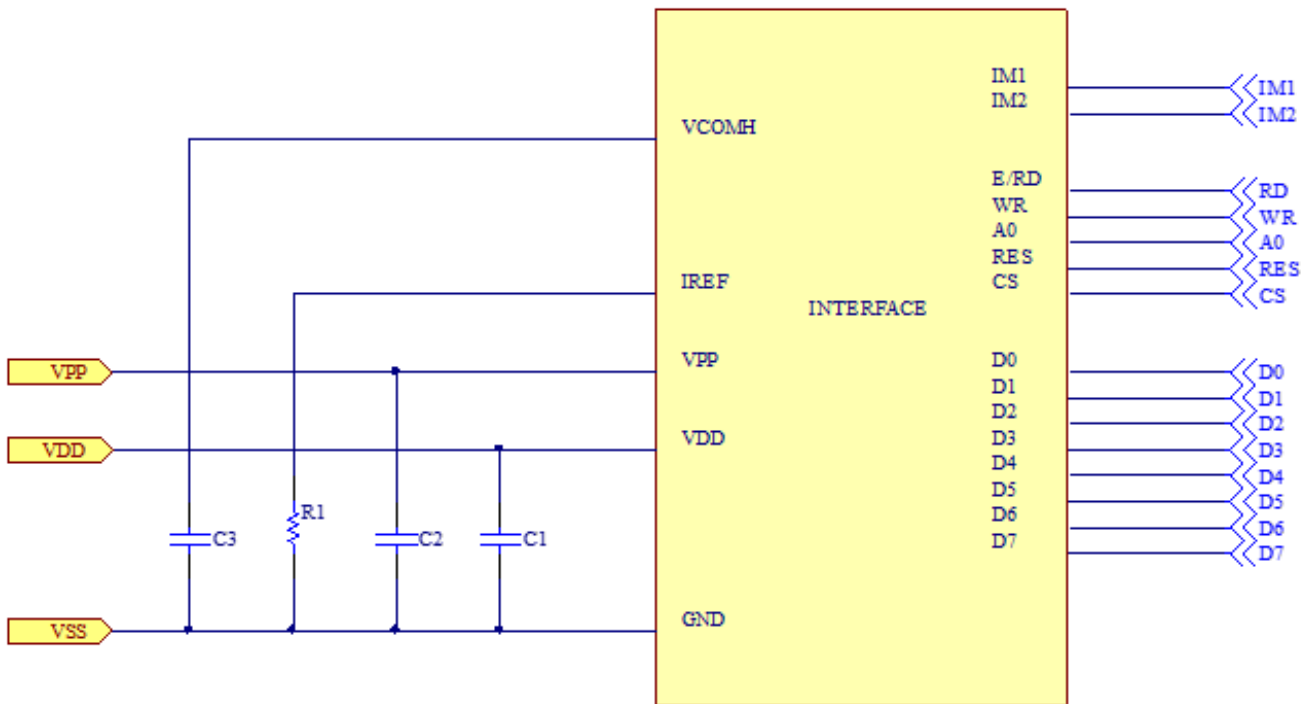 IM1
IM1
IM2
IM2
VCOMH
E/RD
RD
WR
WR
A0
A0
RES
RES
IREF
CS
CS
INTERFACE
VPP
VPP
D0
D0
D1
D1
D2
D2
VDD
VDD
D3
D3
D4
D4
D5
D5
R1
D6
D6
C3
C2
C1
D7
D7
VSS
GND